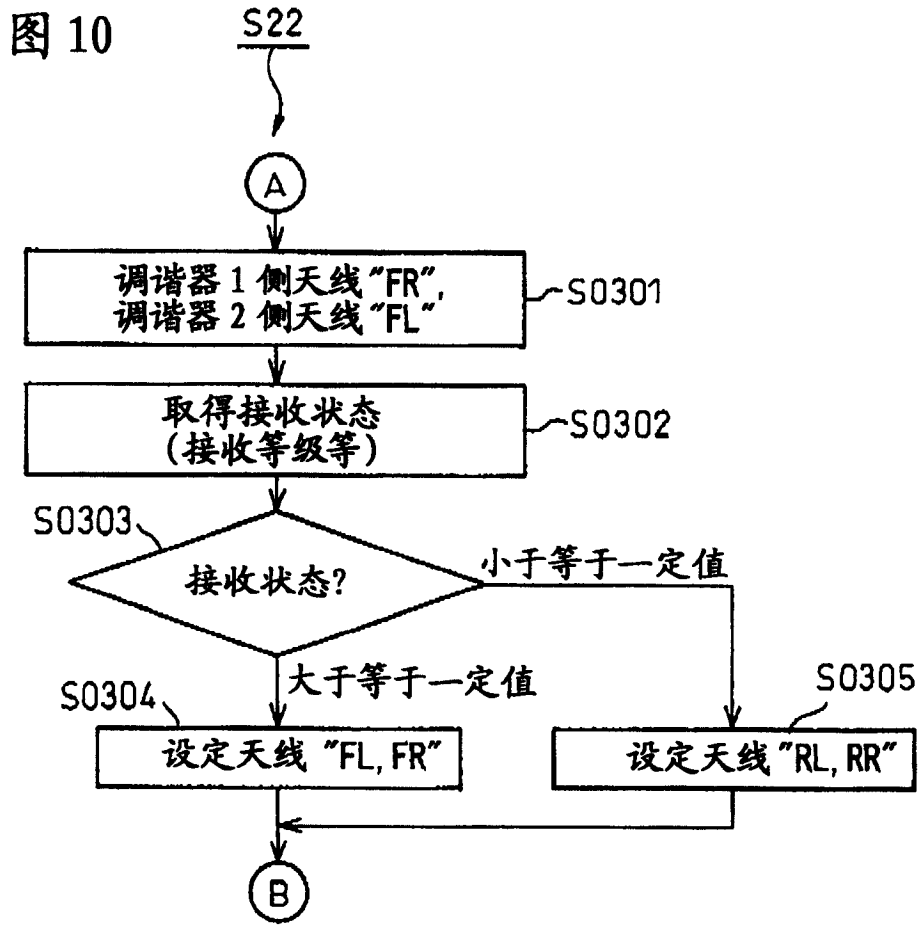 图 10
S22
A
调谐器 1 侧天线"FR",
调谐器 2 侧天线"FL"
S0301
取得接收状态
(接收等级等)
S0302
S0303
接收状态?
小于等于一定值
大于等于一定值
S0304
设定天线 "FL, FR"
S0305
设定天线"RL, RR"
B